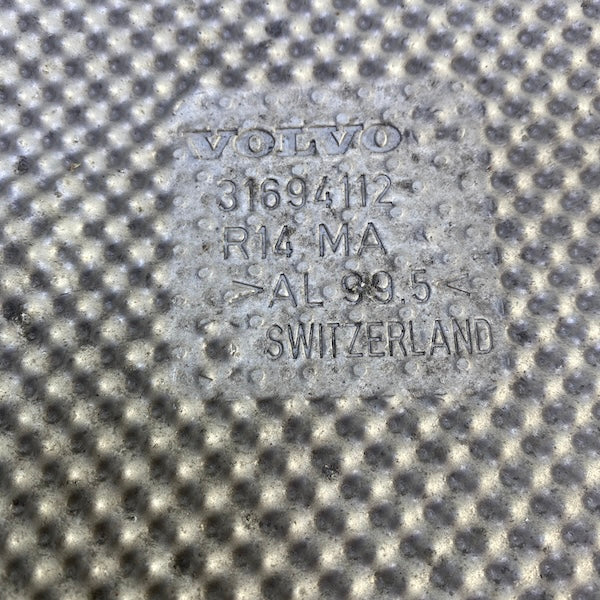 VOLVO
31694112
R14 MA
>AL 99.5<
SWITZERLAND